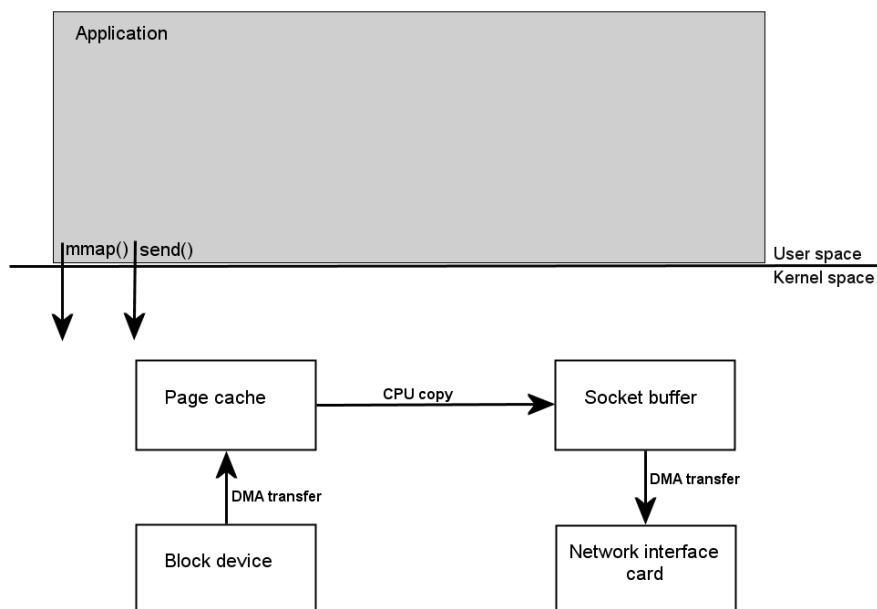 Application
mmap()
send()
User space
Kernel space
Page cache
CPU copy
Socket buffer
DMA transfer
DMA transfer
Block device
Network interface
card